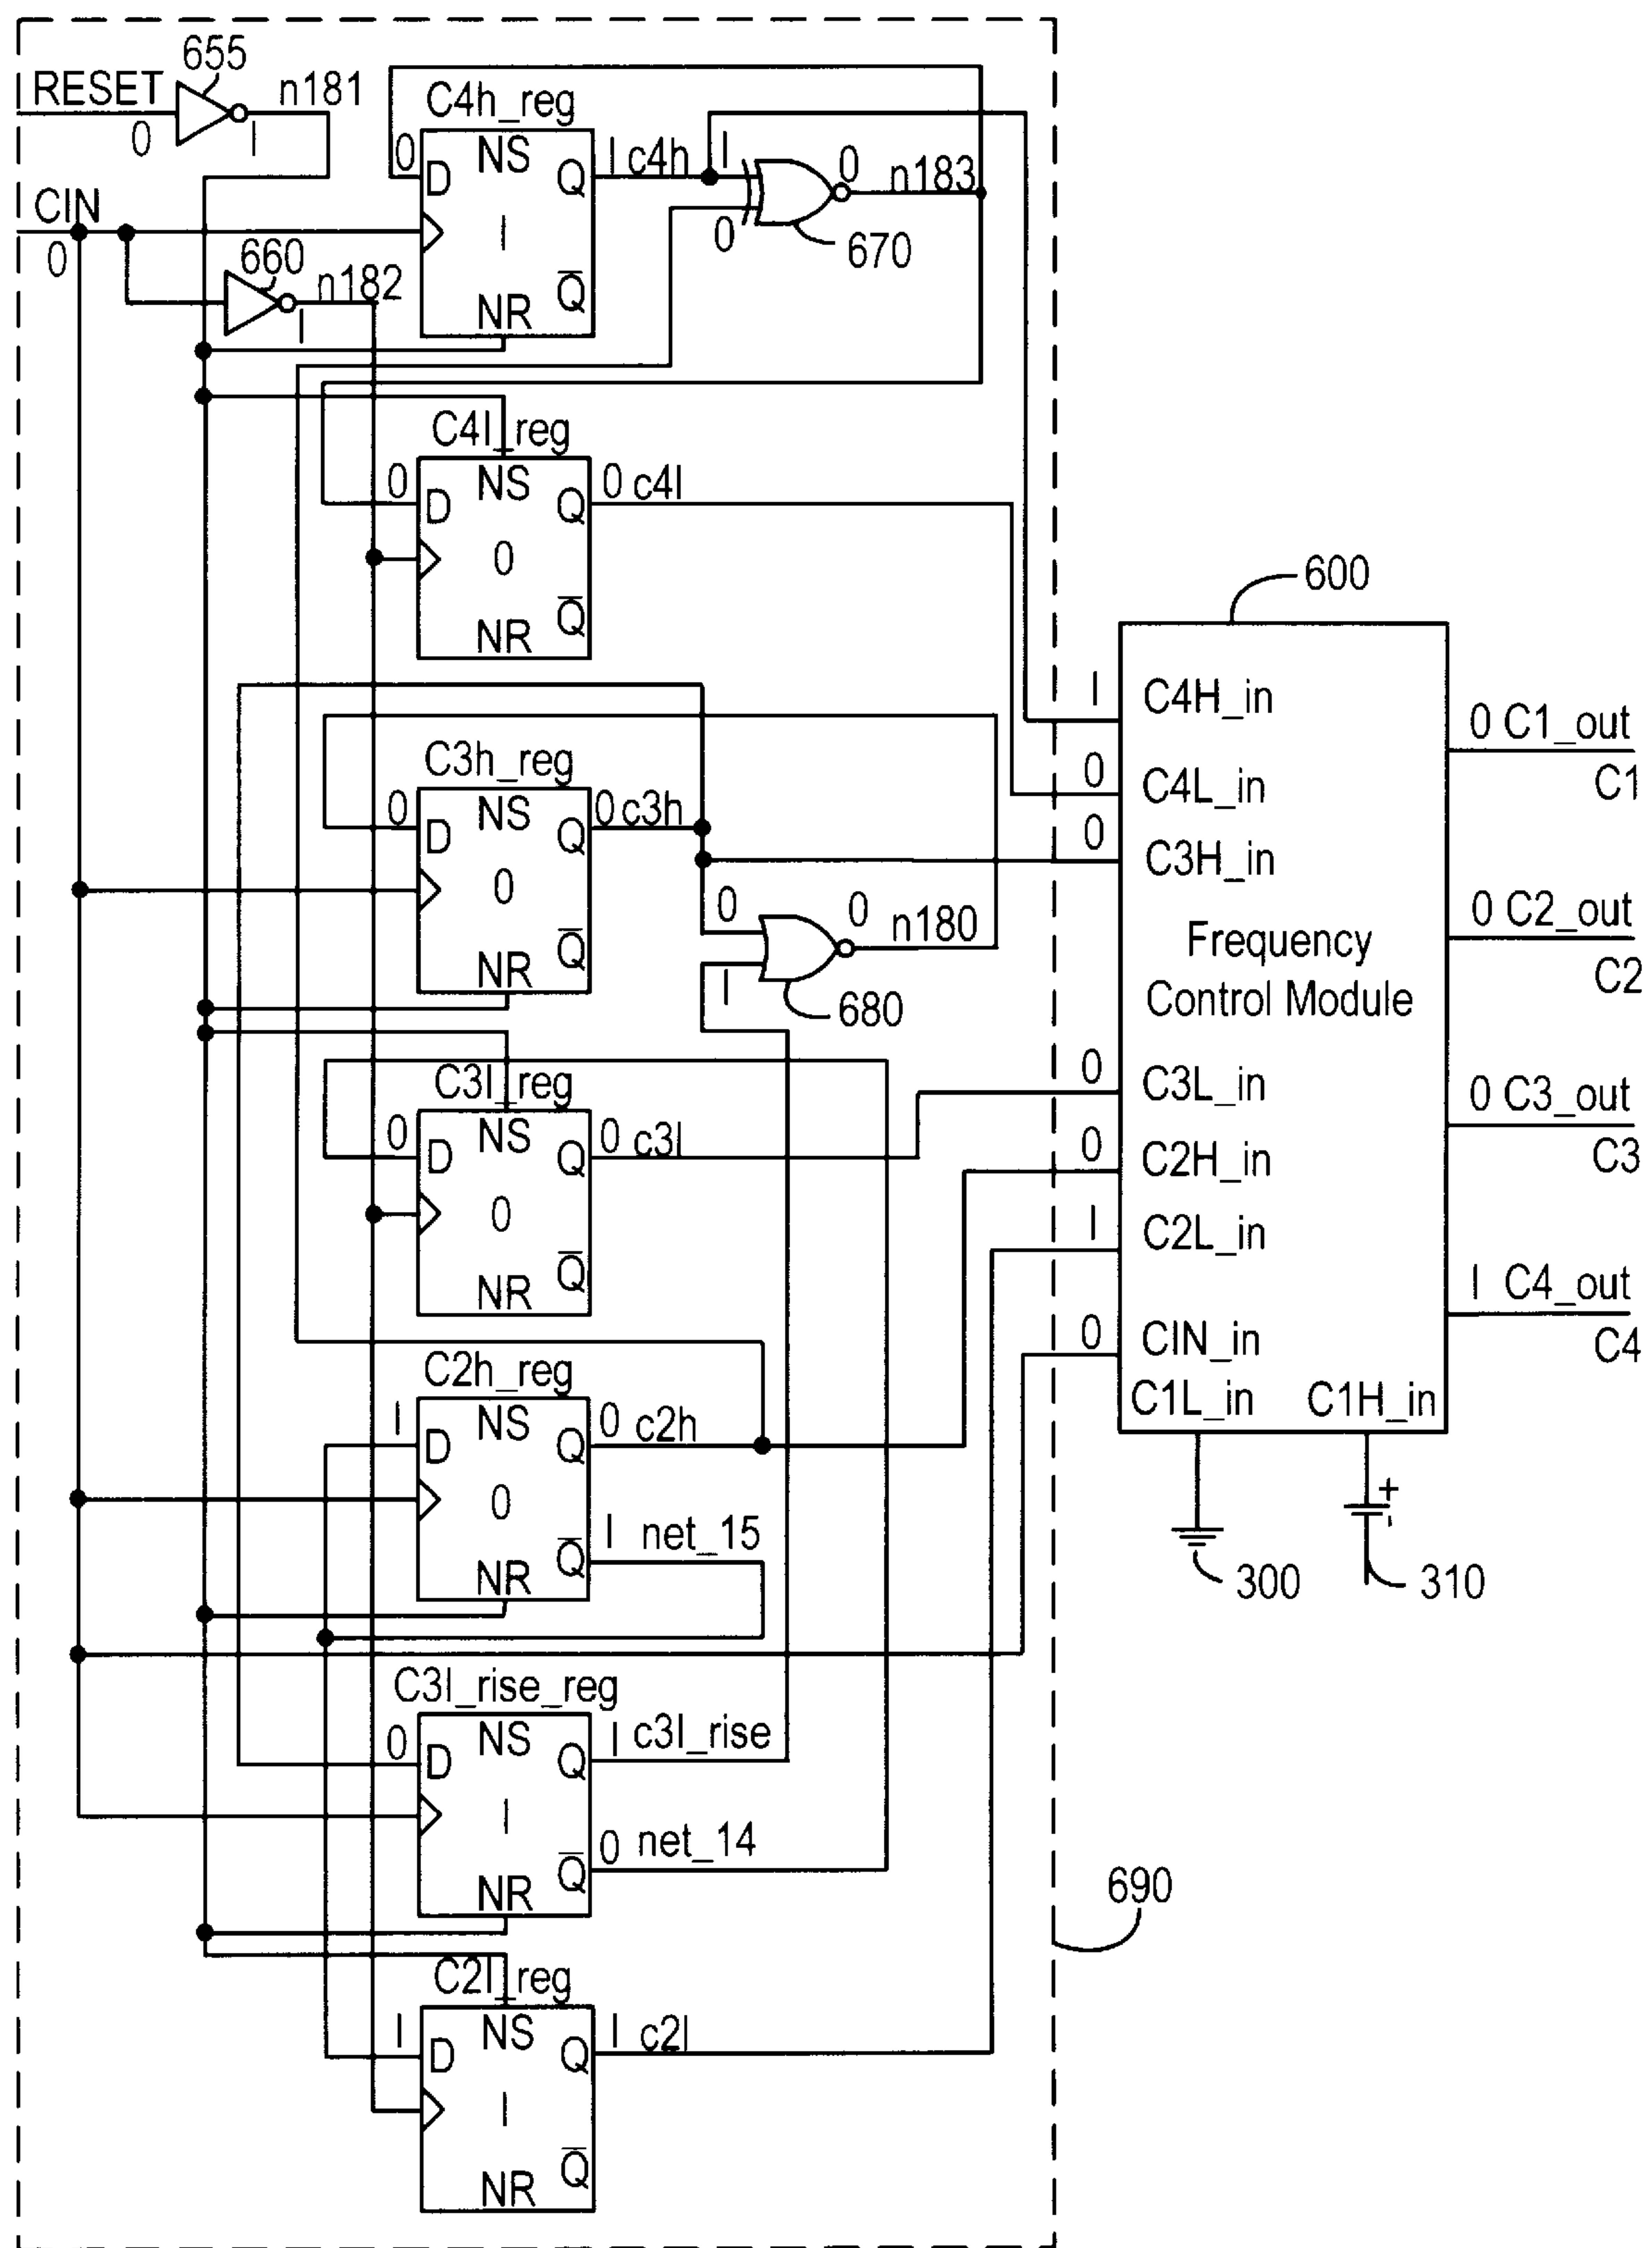 655
RESET
n181
0
I
C4h_reg
0
D
NS
Q
I
c4h
I
0
n183
0
670
I
Q
NR
CIN
0
660
n182
I
C4l_reg
0
D
NS
Q
0 c4l
0
Q
NR
600
C3h_reg
0
D
NS
Q
0 c3h
0
Q
NR
0
0
n180
I
680
C3l_reg
0
D
NS
Q
0 c3l
0
Q
NR
C2h_reg
I
D
NS
Q
0 c2h
0
I net_15
Q
NR
C3l_rise_reg
0
D
NS
Q
I c3l_rise
I
0 net_14
Q
NR
C2l_reg
I
D
NS
Q
I c2l
I
Q
NR
690
I
C4H_in
0
C4L_in
0
C3H_in
Frequency
Control Module
0
C3L_in
0
C2H_in
I
C2L_in
0
CIN_in
C1L_in
C1H_in
0 C1_out
C1
0 C2_out
C2
0 C3_out
C3
I C4_out
C4
+
-
300
310